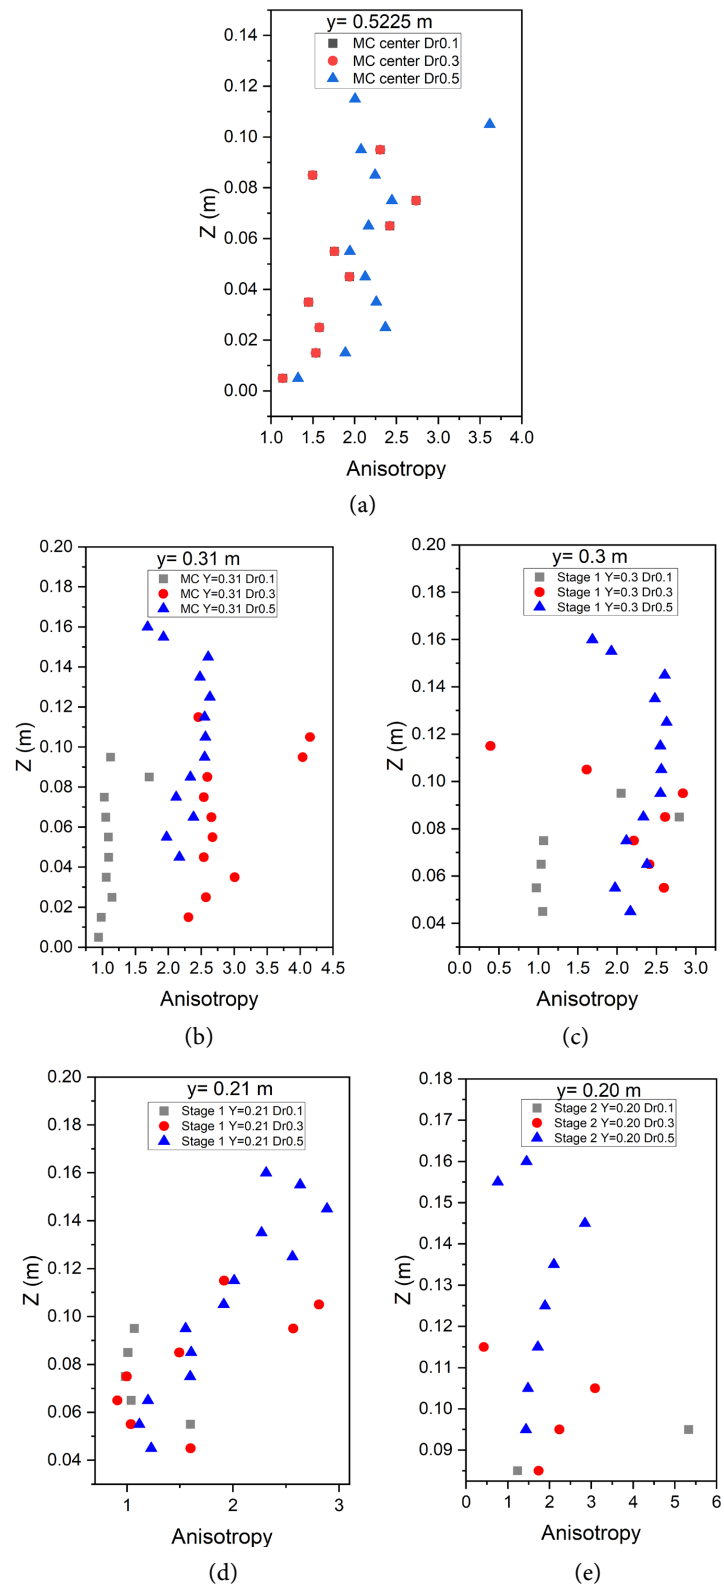 y= 0.5225 m
MC center Dr0.1
MC center Dr0.3
MC center Dr0.5
0.14
0.12
0.10
0.08
0.06
0.04
0.02
0.00
Z (m)
1.0 1.5 2.0 2.5 3.0 3.5 4.0
Anisotropy
(a)
y= 0.31 m
MC Y=0.31 Dr0.1
MC Y=0.31 Dr0.3
MC Y=0.31 Dr0.5
0.20
0.18
0.16
0.14
0.12
0.10
0.08
0.06
0.04
0.02
0.00
Z (m)
1.0 1.5 2.0 2.5 3.0 3.5 4.0 4.5
Anisotropy
(b)
y= 0.3 m
Stage 1 Y=0.3 Dr0.1
Stage 1 Y=0.3 Dr0.3
Stage 1 Y=0.3 Dr0.5
0.20
0.18
0.16
0.14
0.12
0.10
0.08
0.06
0.04
Z (m)
0.0 0.5 1.0 1.5 2.0 2.5 3.0
Anisotropy
(c)
y= 0.21 m
Stage 1 Y=0.21 Dr0.1
Stage 1 Y=0.21 Dr0.3
Stage 1 Y=0.21 Dr0.5
0.20
0.18
0.16
0.14
0.12
0.10
0.08
0.06
0.04
Z (m)
1 2 3
Anisotropy
(d)
y= 0.20 m
Stage 2 Y=0.20 Dr0.1
Stage 2 Y=0.20 Dr0.3
Stage 2 Y=0.20 Dr0.5
0.18
0.17
0.16
0.15
0.14
0.13
0.12
0.11
0.10
0.09
Z (m)
0 1 2 3 4 5 6
Anisotropy
(e)